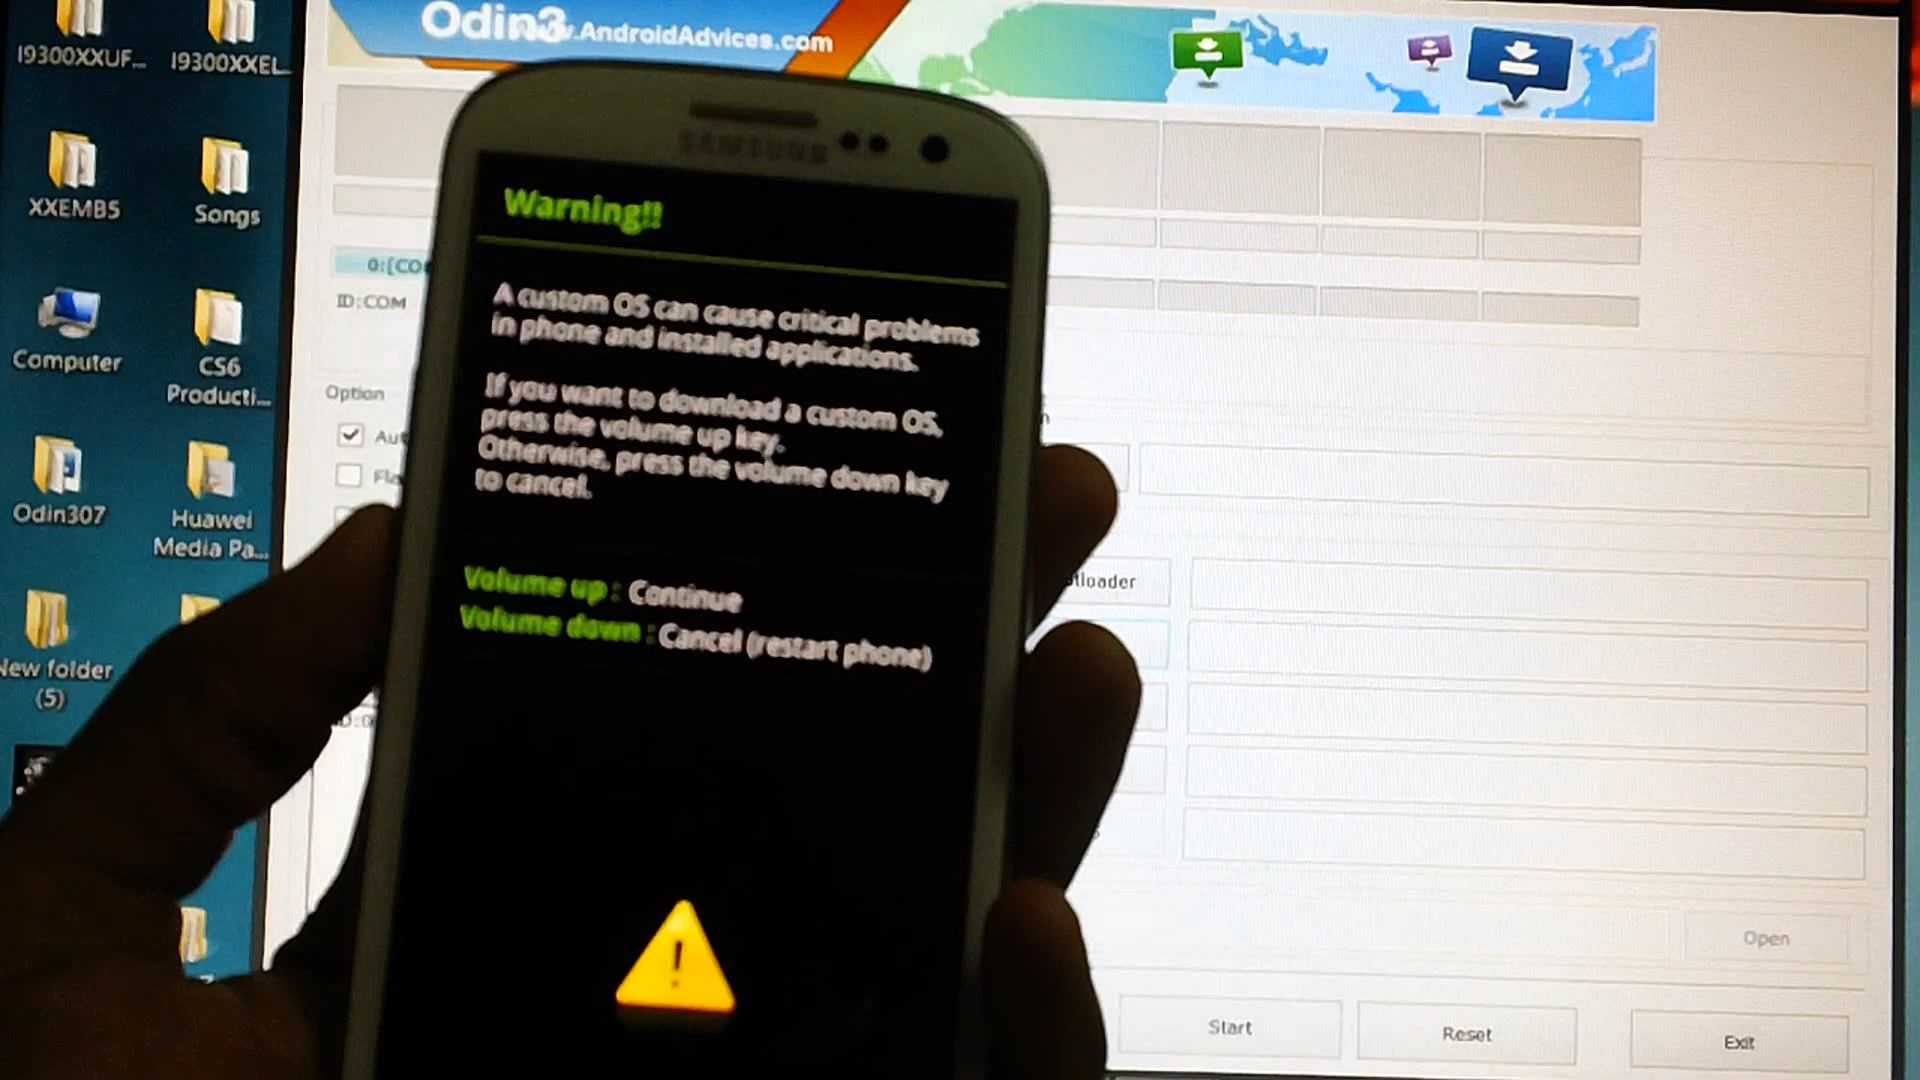 I9300XXUF...
I9300XXEL...
XXEMB5
Songs
Computer
CS6
Producti...
Odin307
Huawei
Media Pa...
New folder
(5)
Odin3
.AndroidAdvices.com
0:[CO
ID:COM
Option
SAMSUNG
Warning!!
A custom OS can cause critical problems
in phone and installed applications.
If you want to download a custom OS,
press the volume up key.
Otherwise, press the volume down key
to cancel.
Volume up : Continue
Volume down : Cancel (restart phone)
Open
Start
Reset
Exit